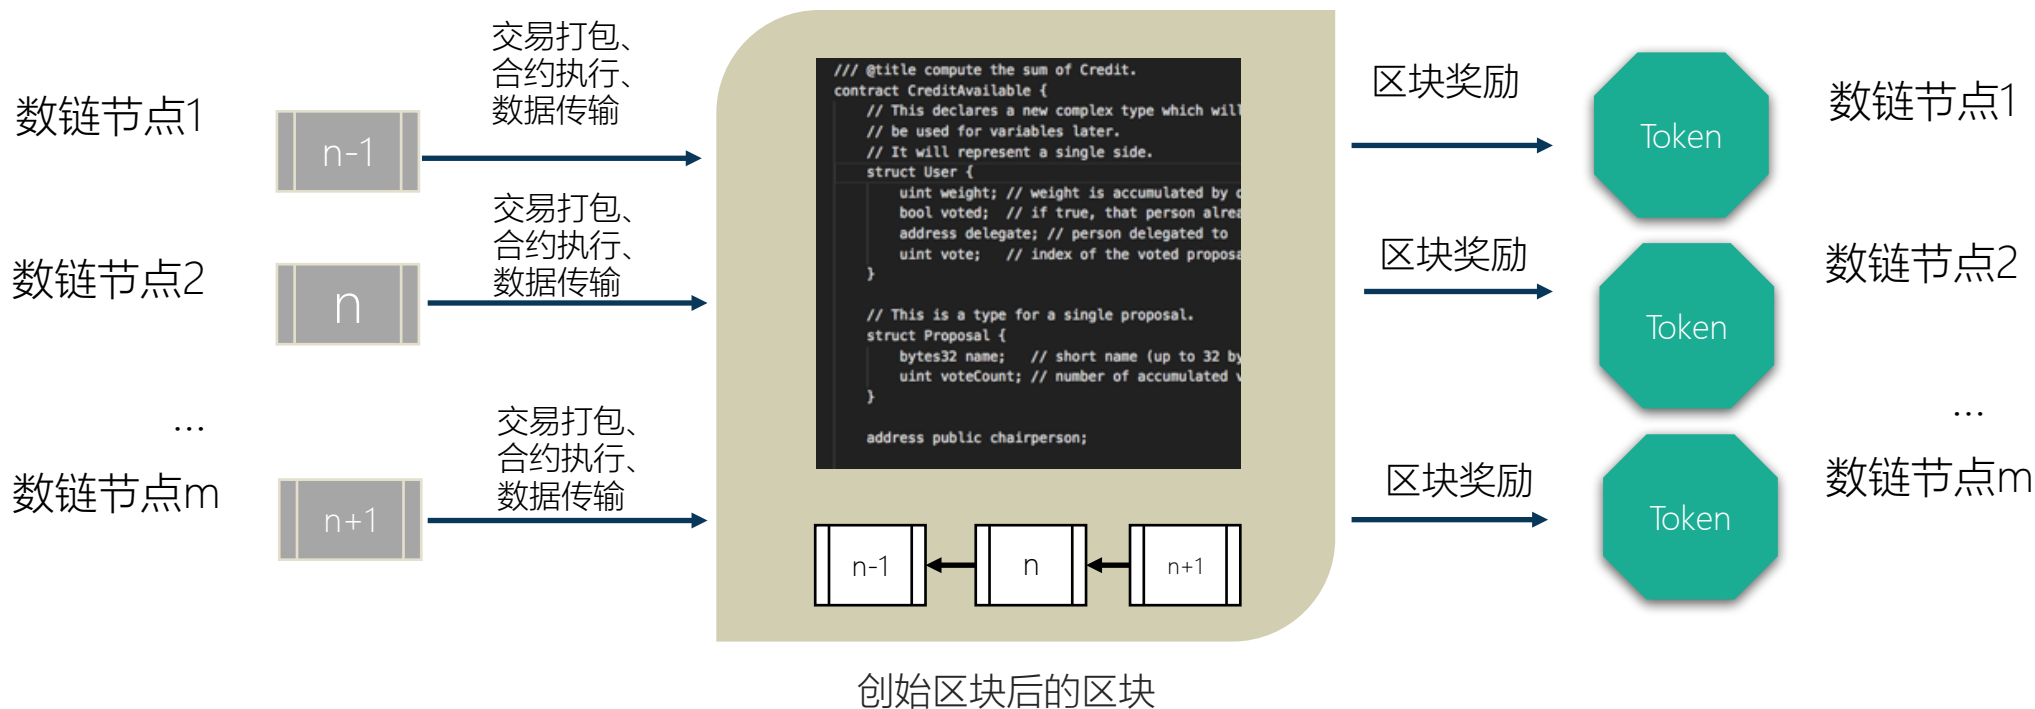 数链节点1
n-1
交易打包、
合约执行、
数据传输
数链节点2
n
交易打包、
合约执行、
数据传输
...
数链节点m
n+1
交易打包、
合约执行、
数据传输
/// @title compute the sum of Credit.
contract CreditAvailable {
// This declares a new complex type which will
// be used for variables later.
// It will represent a single side.
struct User {
uint weight; // weight is accumulated by
bool voted; // if true, that person
address delegate; // person delegated to
uint vote; // index of the voted
}
// This is a type for a single proposal.
struct Proposal {
bytes32 name; // short name (up to 32
uint voteCount; // number of accumulated
}
address public chairperson;
n-1
n
n+1
创始区块后的区块
区块奖励
Token
数链节点1
区块奖励
Token
数链节点2
...
区块奖励
Token
数链节点m